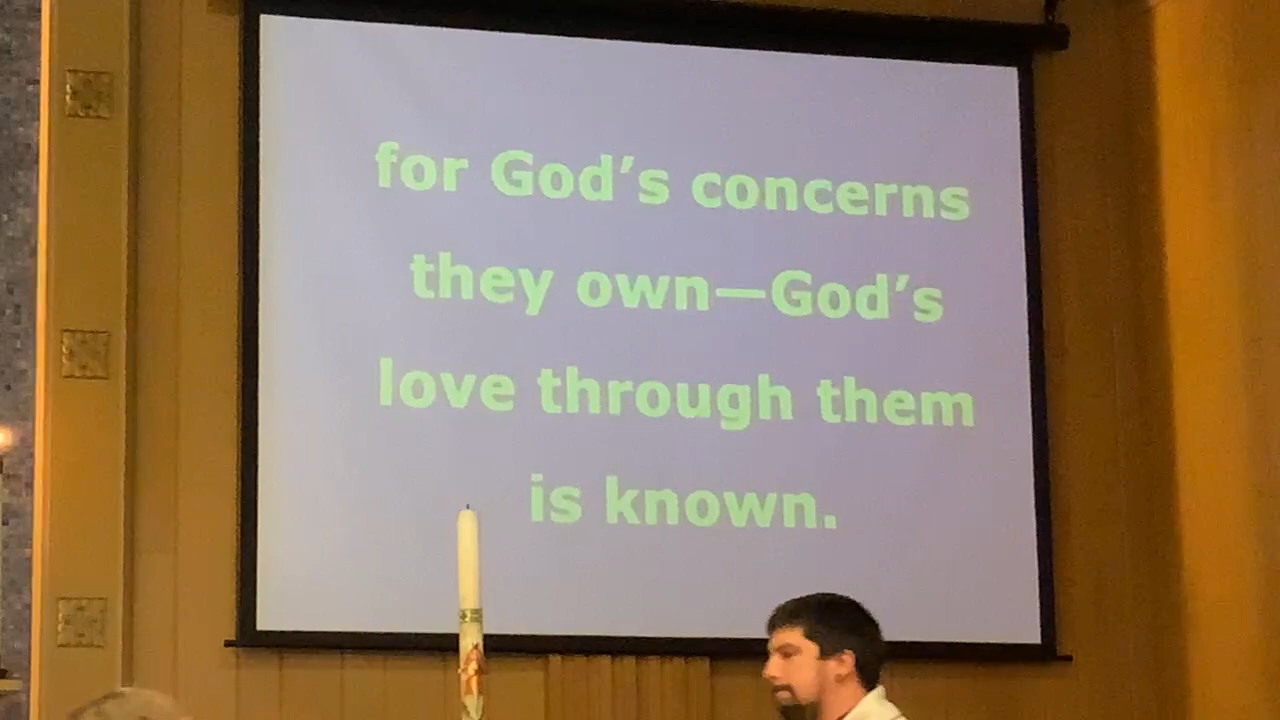 for God’s concerns
they own—God’s
love through them
is known.